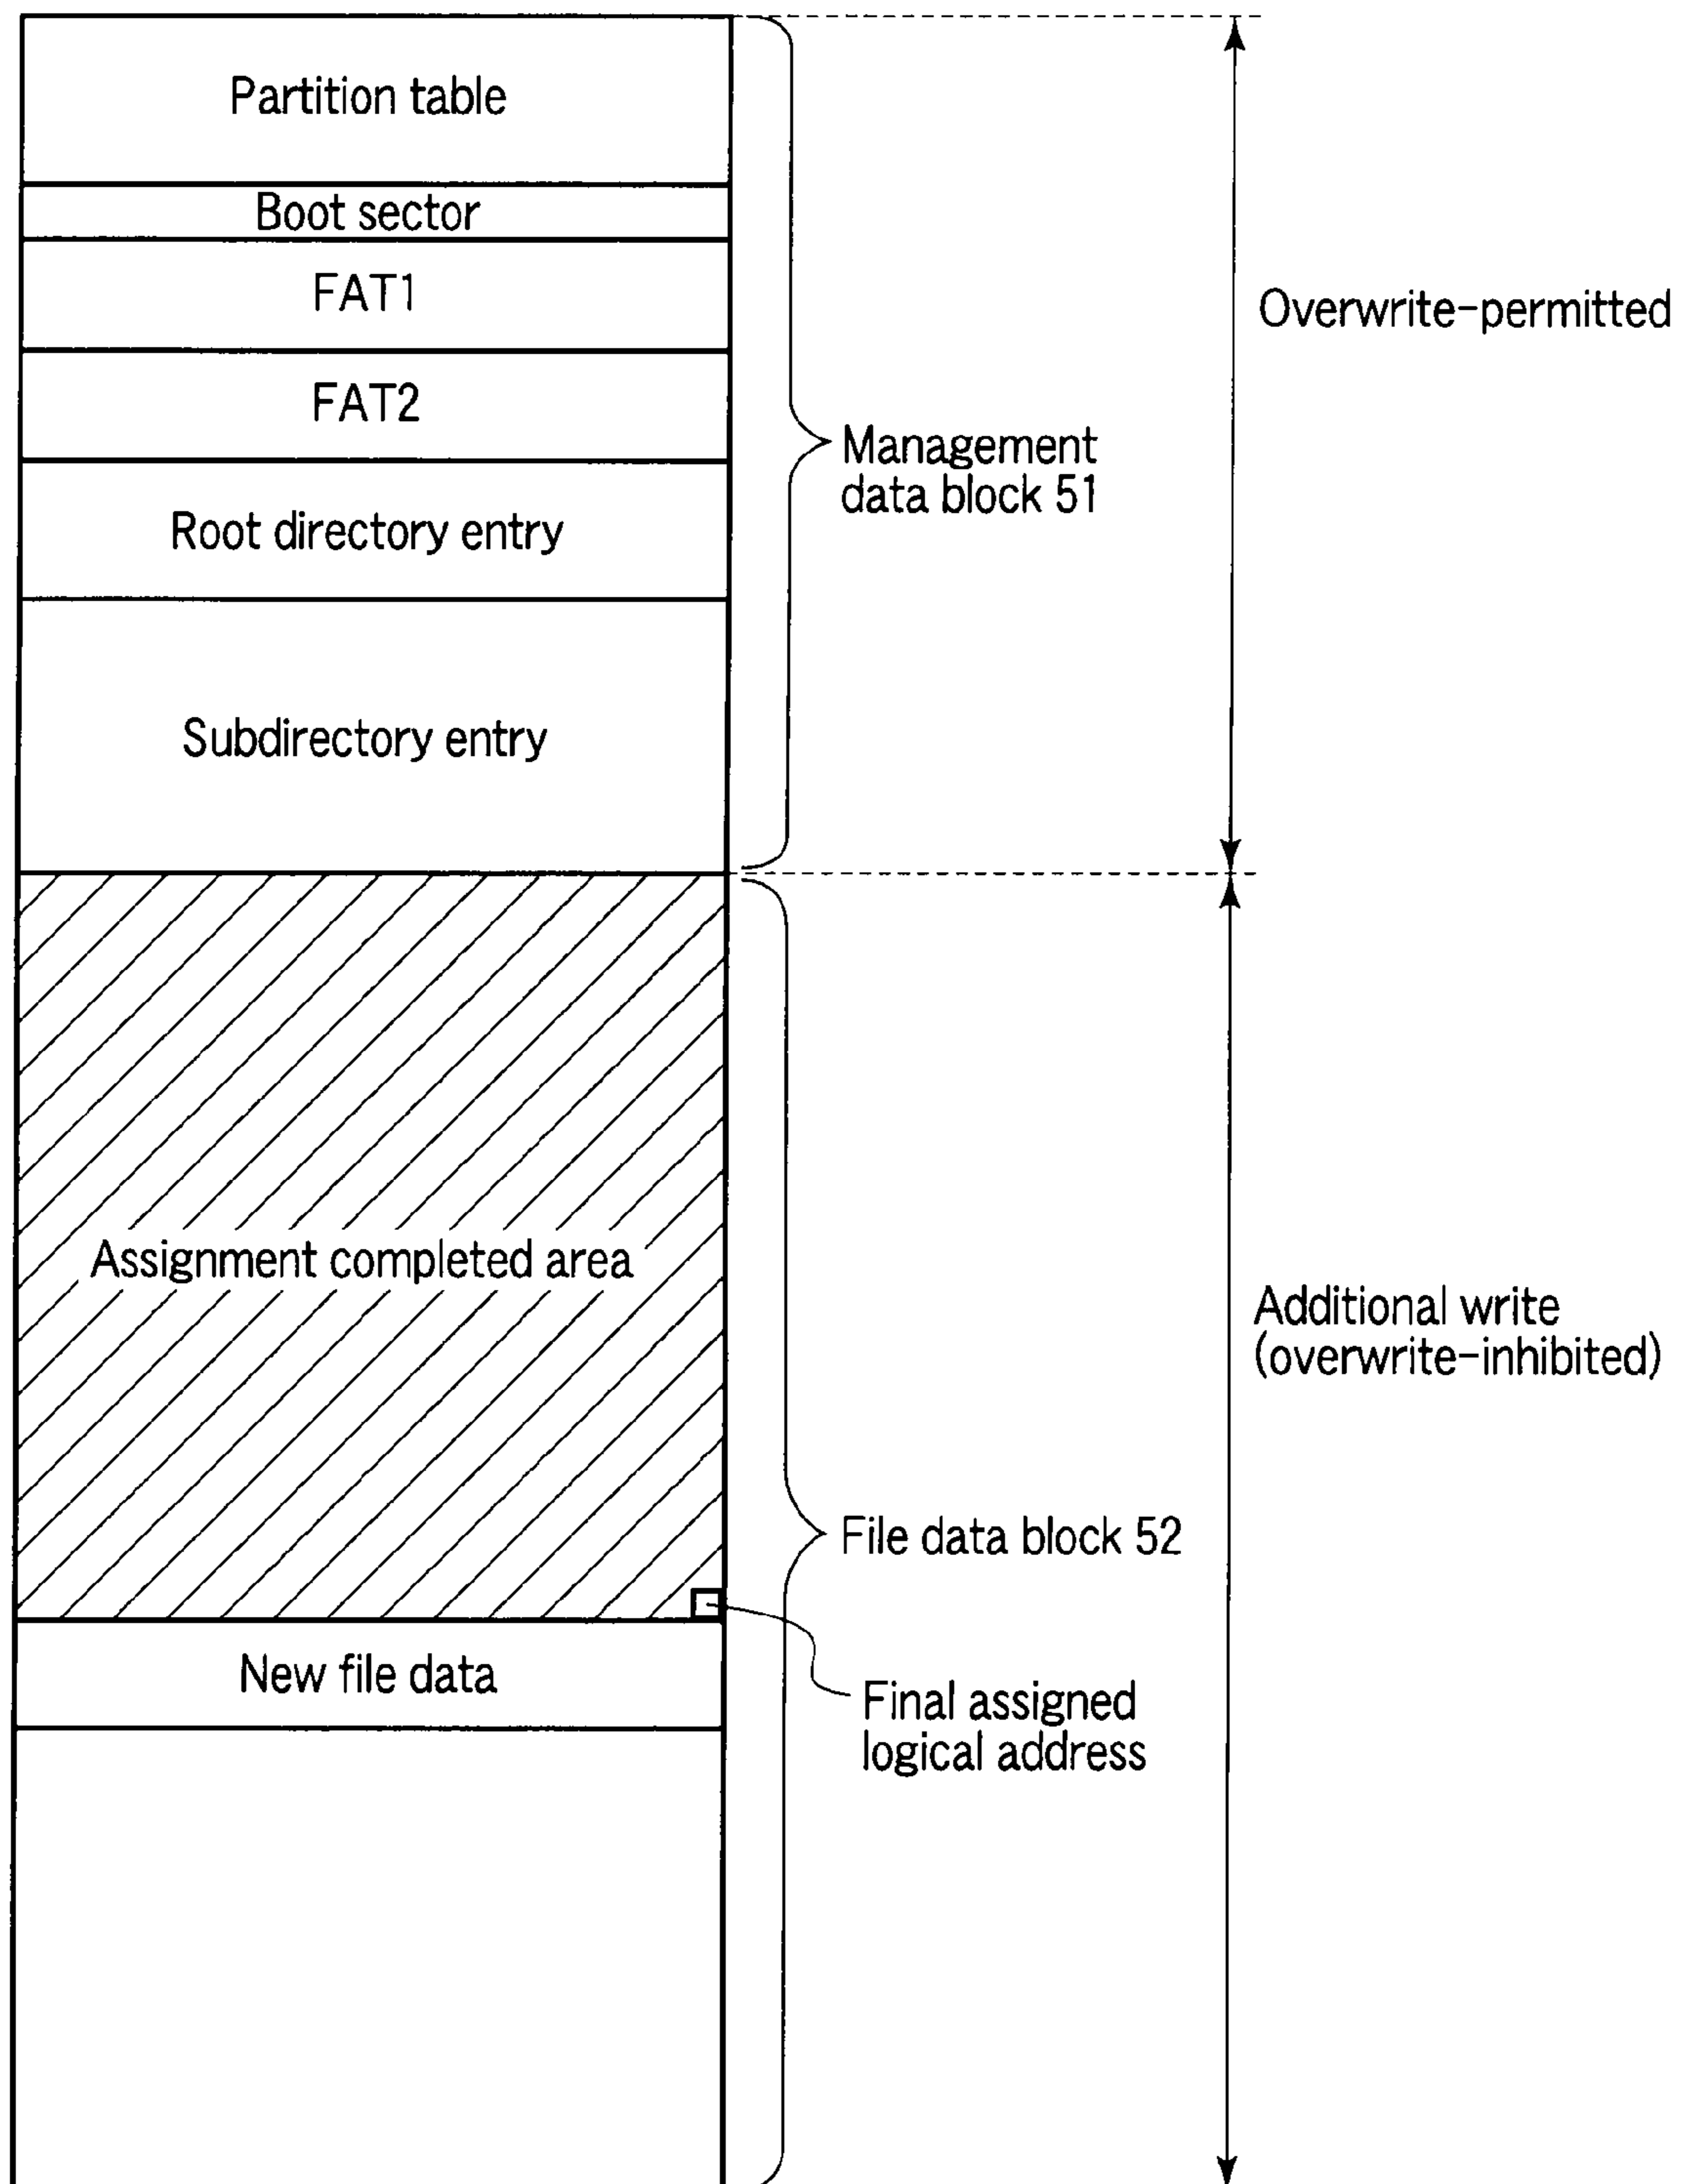 Partition table
Boot sector
FAT1
Overwrite-permitted
FAT2
Management
data block 51
Root directory entry
Subdirectory entry
Assignment completed area
Additional write
(overwrite-inhibited)
File data block 52
New file data
Final assigned
logical address